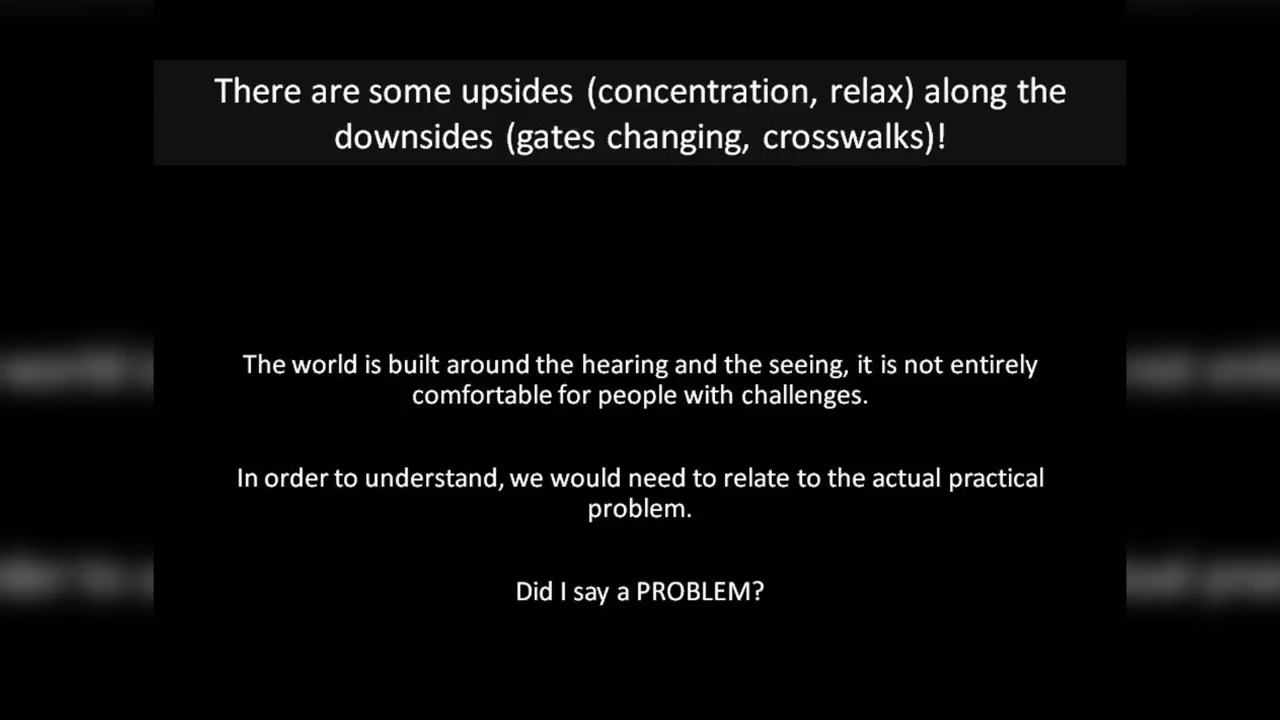 There are some upsides (concentration, relax) along the
downsides (gates changing, crosswalks)!
The world is built around the hearing and the seeing, it is not entirely
comfortable for people with challenges.
In order to understand, we would need to relate to the actual practical
problem.
Did I say a PROBLEM?